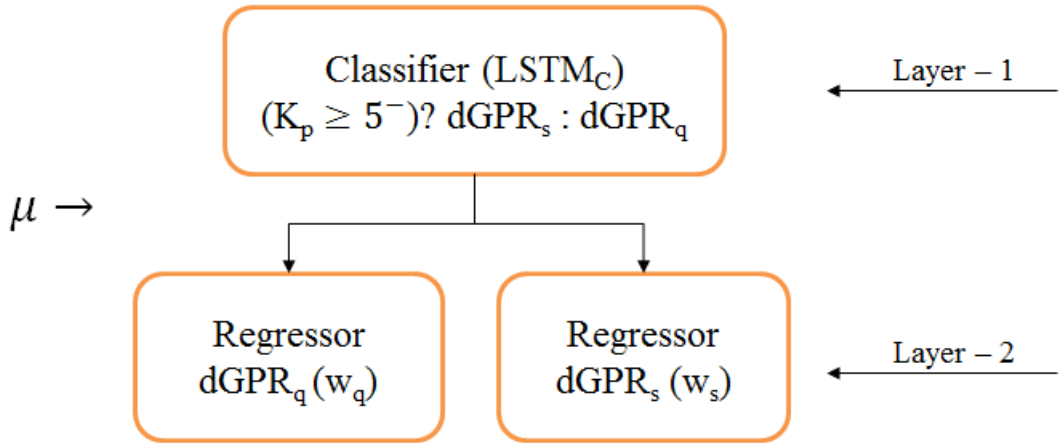 Classifier (LSTM_C)
(K_p ≥ 5⁻)? dGPR_s : dGPR_q
Layer – 1
μ →
Regressor
dGPR_q (w_q)
Regressor
dGPR_s (w_s)
Layer – 2